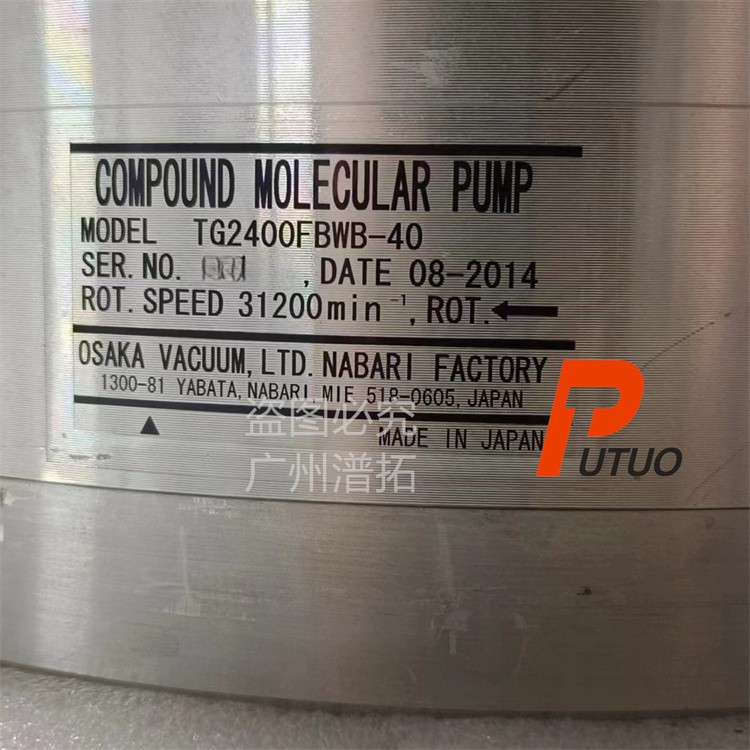 COMPOUND MOLECULAR PUMP
MODEL TG2400FBWB-40
SER.NO. , DATE 08-2014
ROT. SPEED 31200min⁻¹, ROT.
OSAKA VACUUM, LTD. NABARI FACTORY
1300-81 YABATA, NABARI, MIE 518-0605, JAPAN
盗图必究
MADE IN JAPAN
广州潽拓
PUTUO